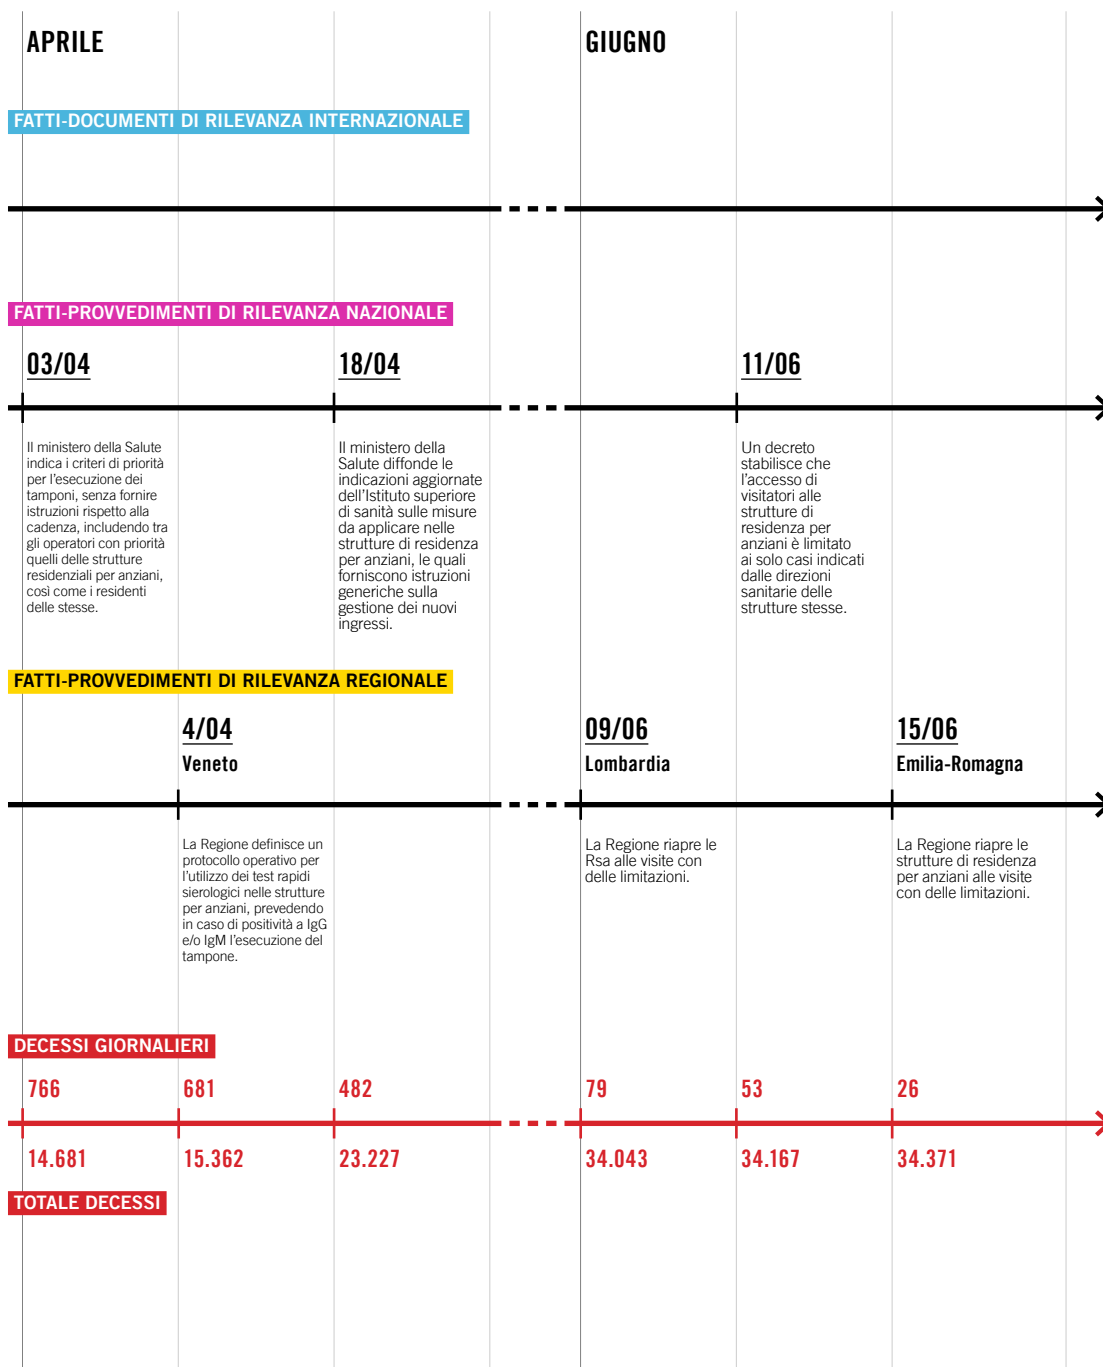 APRILE
GIUGNO
FATTI-DOCUMENTI DI RILEVANZA INTERNAZIONALE
FATTI-PROVVEDIMENTI DI RILEVANZA NAZIONALE
03/04
Il ministero della Salute
indica i criteri di priorità
per l'esecuzione dei
tamponi, senza fornire
istruzioni rispetto alla
cadenza, includendo tra
gli operatori con priorità
quelli delle strutture
residenziali per anziani,
così come i residenti
delle stesse.
18/04
Il ministero della
Salute diffonde le
indicazioni aggiornate
dell'Istituto superiore
di sanità sulle misure
da applicare nelle
strutture di residenza
per anziani, le quali
forniscono istruzioni
generiche sulla
gestione dei nuovi
ingressi.
11/06
Un decreto
stabilisce che
l'accesso di
visitatori alle
strutture di
residenza per
anziani è limitato
ai solo casi indicati
dalle direzioni
sanitarie delle
strutture stesse.
FATTI-PROVVEDIMENTI DI RILEVANZA REGIONALE
4/04
Veneto
La Regione definisce un
protocollo operativo per
l'utilizzo dei test rapidi
sierologici nelle strutture
per anziani, prevedendo
in caso di positività a IgG
e/o IgM l'esecuzione del
tampone.
09/06
Lombardia
La Regione riapre le
Rsa alle visite con
delle limitazioni.
15/06
Emilia-Romagna
La Regione riapre le
strutture di residenza
per anziani alle visite
con delle limitazioni.
DECESSI GIORNALIERI
766
681
482
79
53
26
14.681
15.362
23.227
34.043
34.167
34.371
TOTALE DECESSI